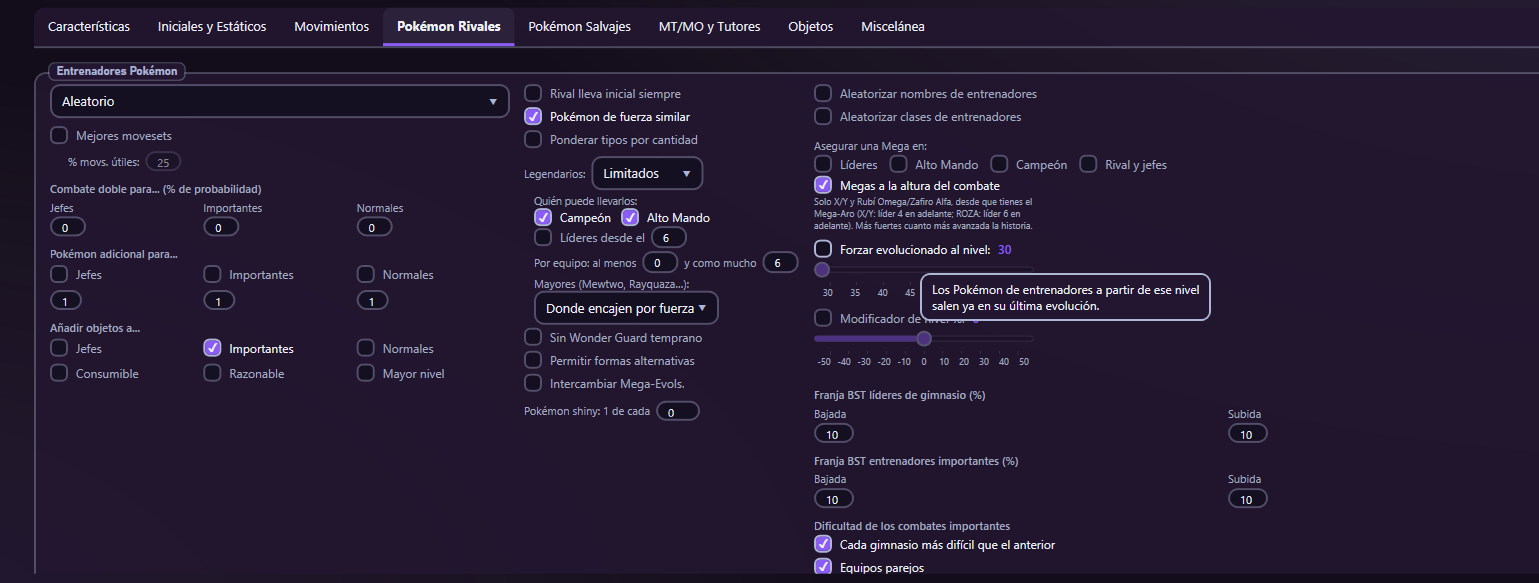 Características
Iniciales y Estáticos
Movimientos
Pokémon Rivales
Pokémon Salvajes
MT/MO y Tutores
Objetos
Miscelánea
Entrenadores Pokémon
Aleatorio
Mejores movesets
% movs. útiles: 25
Combate doble para... (% de probabilidad)
Jefes
Importantes
Normales
0
0
0
Pokémon adicional para...
Jefes
Importantes
Normales
1
1
1
Añadir objetos a...
Jefes
Importantes
Normales
Consumible
Razonable
Mayor nivel
Rival lleva inicial siempre
Pokémon de fuerza similar
Ponderar tipos por cantidad
Legendarios: Limitados
Quién puede llevarlos:
Campeón
Alto Mando
Líderes desde el 6
Por equipo: al menos 0 y como mucho 6
Mayores (Mewtwo, Rayquaza...):
Donde encajen por fuerza
Sin Wonder Guard temprano
Permitir formas alternativas
Intercambiar Mega-Evols.
Pokémon shiny: 1 de cada 0
Aleatorizar nombres de entrenadores
Aleatorizar clases de entrenadores
Asegurar una Mega en:
Líderes
Alto Mando
Campeón
Rival y jefes
Megas a la altura del combate
Solo X/Y y Rubí Omega/Zafiro Alfa, desde que tienes el
Mega-Aro (X/Y: líder 4 en adelante; ROZA: líder 6 en
adelante). Más fuertes cuanto más avanzada la historia.
Forzar evolucionado al nivel: 30
30 35 40 45
Los Pokémon de entrenadores a partir de ese nivel
salen ya en su última evolución.
Modificador de
-50 -40 -30 -20 -10 0 10 20 30 40 50
Franja BST líderes de gimnasio (%)
Bajada
Subida
10
10
Franja BST entrenadores importantes (%)
Bajada
Subida
10
10
Dificultad de los combates importantes
Cada gimnasio más difícil que el anterior
Equipos parejos